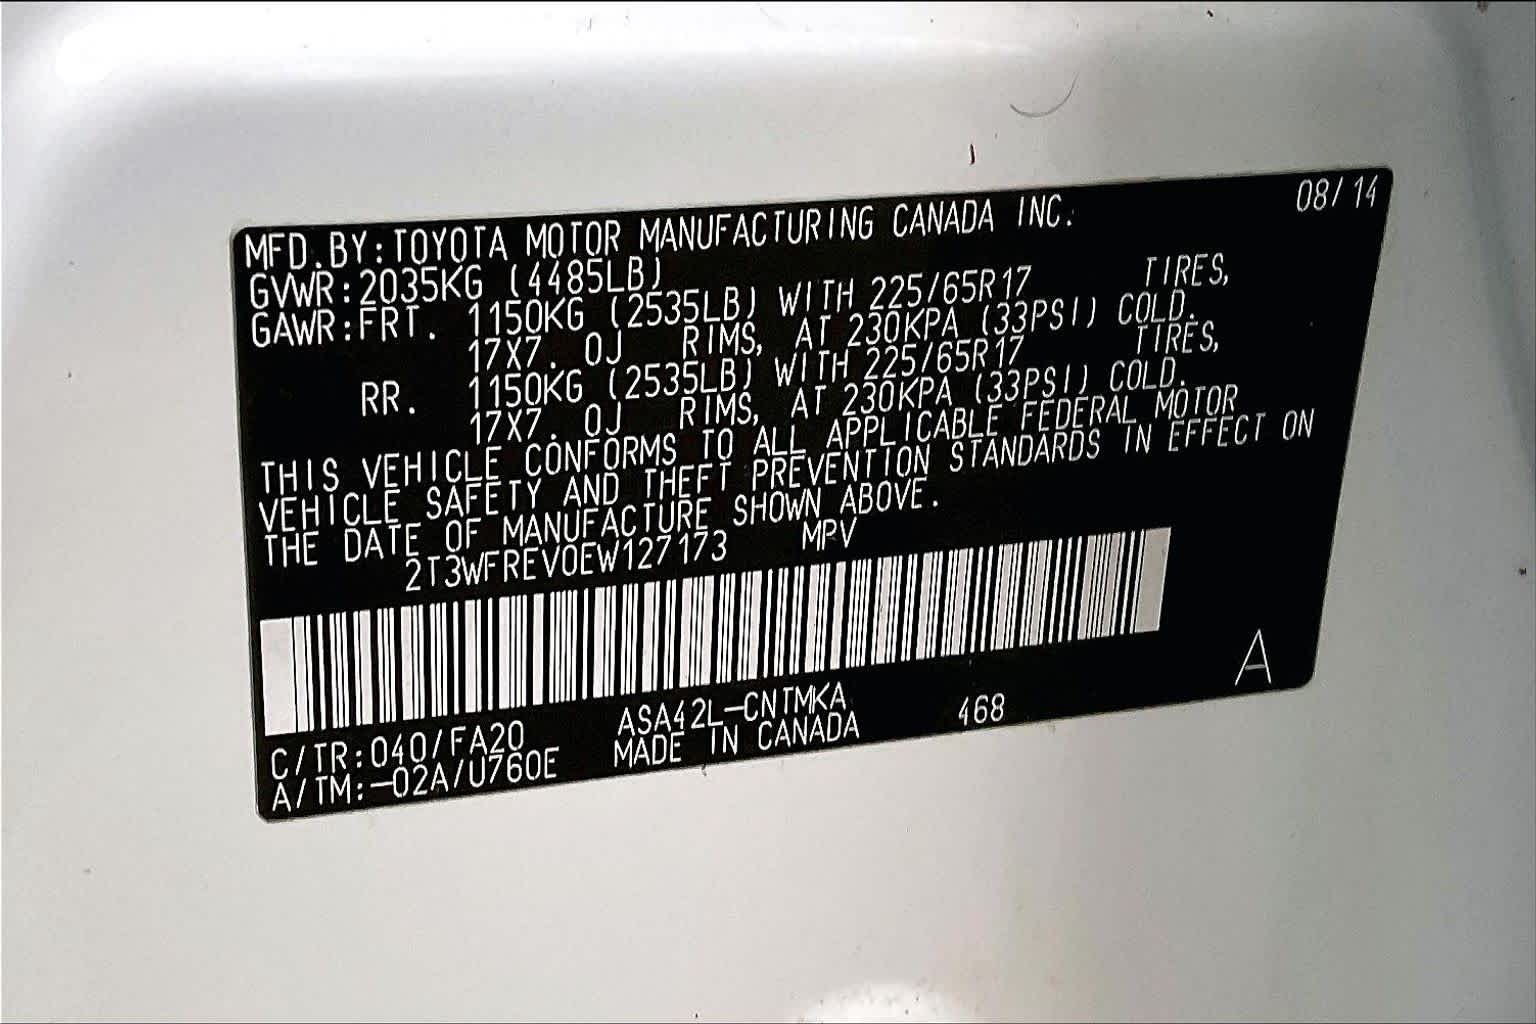 MFD.BY:TOYOTA MOTOR MANUFACTURING CANADA INC. 08/14
GVWR:2035KG (4485LB)
GAWR:FRT. 1150KG (2535LB) WITH 225/65R17 TIRES,
17X7.0J RIMS, AT 230KPA (33PSI) COLD.
RR. 1150KG (2535LB) WITH 225/65R17 TIRES,
17X7.0J RIMS, AT 230KPA (33PSI) COLD.
THIS VEHICLE CONFORMS TO ALL APPLICABLE FEDERAL MOTOR
VEHICLE SAFETY AND THEFT PREVENTION STANDARDS IN EFFECT ON
THE DATE OF MANUFACTURE SHOWN ABOVE.
2T3WFREV0EW127173 MPV
C/TR:040/FA20 ASA42L-CNTMKA 468 A
A/TM:-02A/U760E MADE IN CANADA